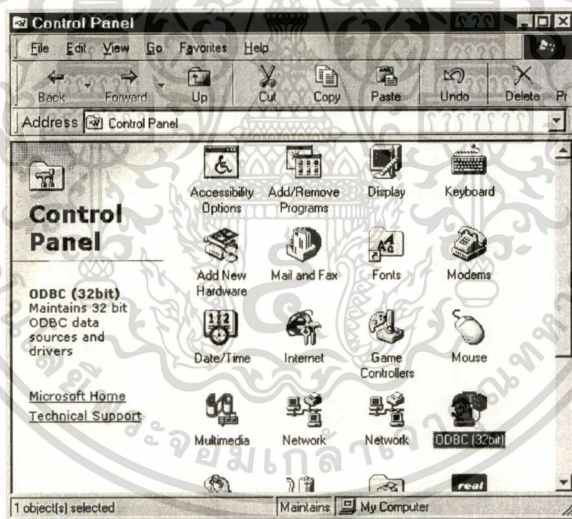 Control Panel
File Edit View Go Favorites Help
Back Forward Up Cut Copy Paste Undo Delete Pr
Address Control Panel
Control Panel
ODBC (32bit)
Maintains 32 bit
ODBC data
sources and
drivers
Microsoft Home
Technical Support
Accessibility Options Add/Remove Programs Display Keyboard
Add New Hardware Mail and Fax Fonts Modems
Date/Time Internet Game Controllers Mouse
Multimedia Network Network ODBC (32bit)
real
1 object(s) selected Maintains My Computer